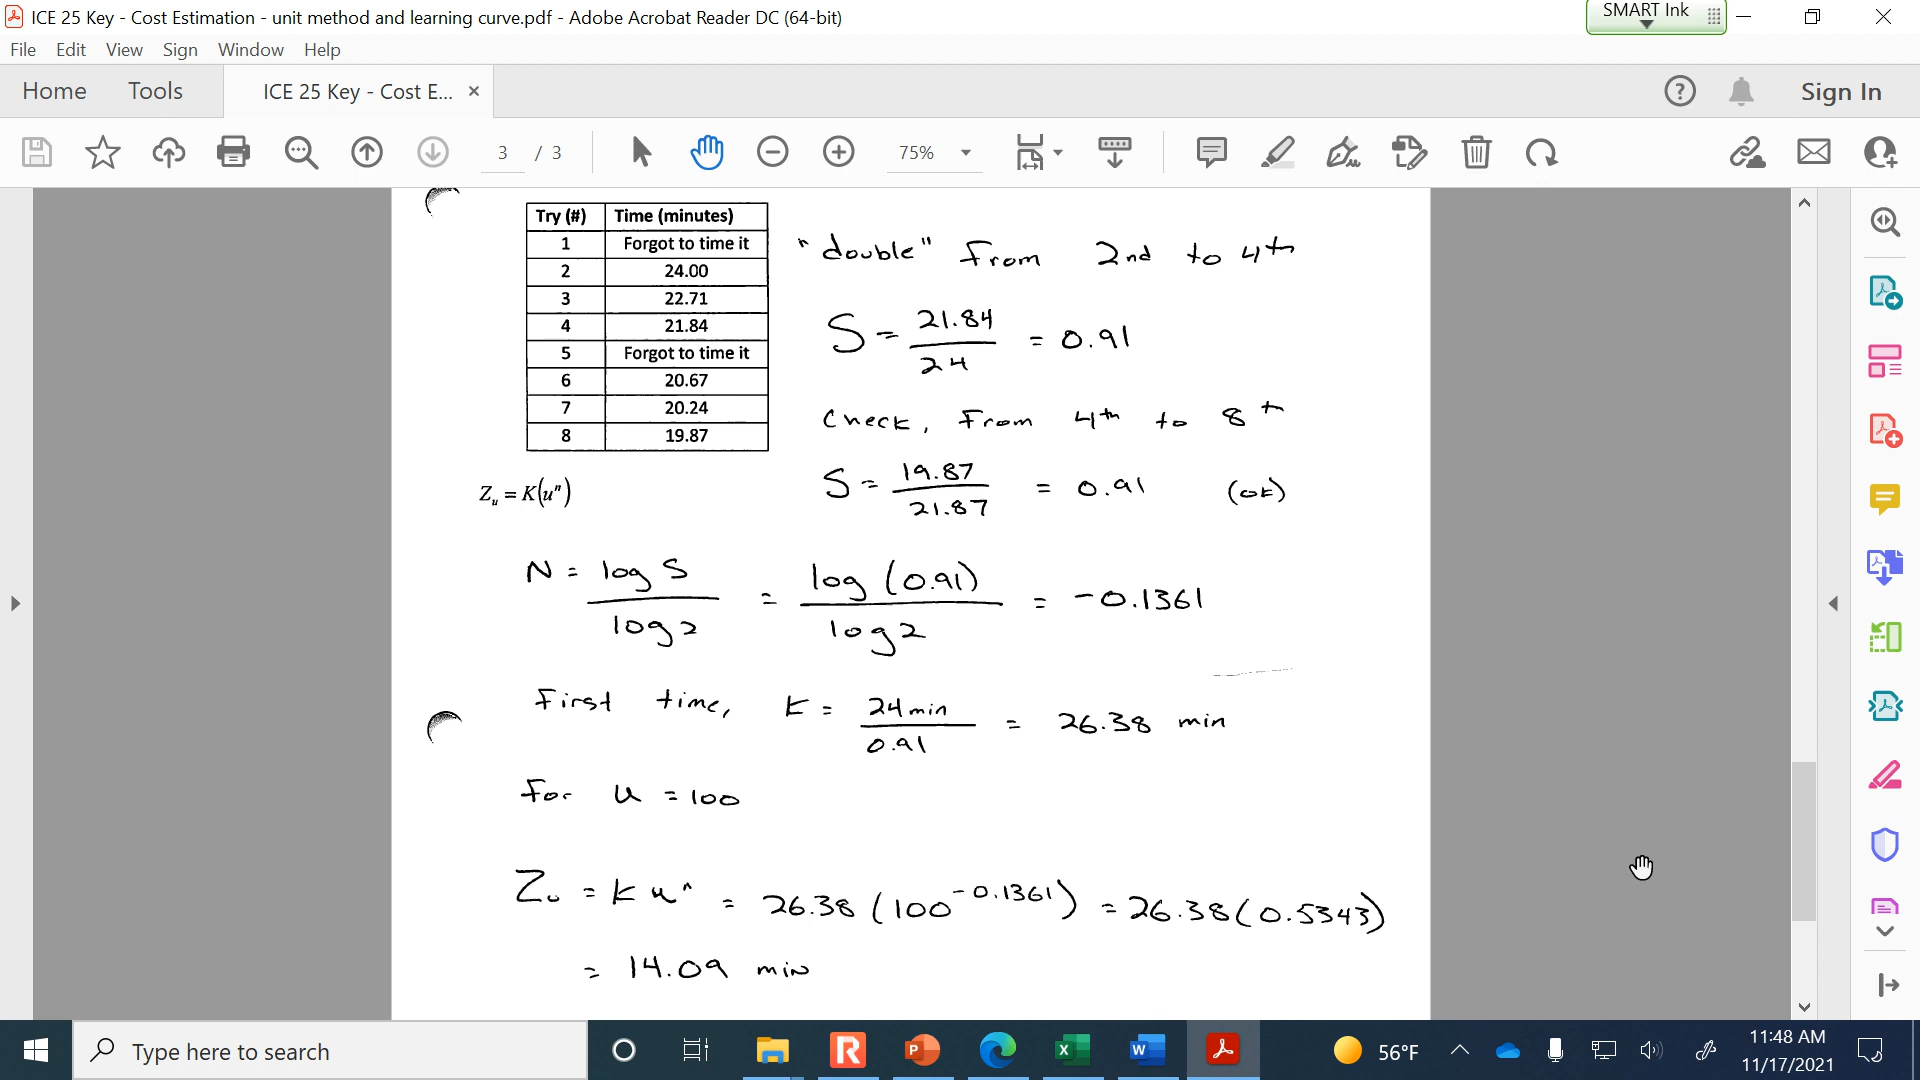 ICE 25 Key - Cost Estimation - unit method and learning curve.pdf - Adobe Acrobat Reader DC (64-bit)
SMART Ink
File Edit View Sign Window Help
Home Tools ICE 25 Key - Cost E... × Sign In
3 / 3 75%
Try (#) Time (minutes)
1 Forgot to time it
2 24.00
3 22.71
4 21.84
5 Forgot to time it
6 20.67
7 20.24
8 19.87
"double" From 2nd to 4th
S = 21.84 / 24 = 0.91
Check, From 4th to 8th
S = 19.87 / 21.87 = 0.91 (ok)
Zu = K(u^n)
N = log S / log 2 = log (0.91) / log 2 = -0.1361
First time, K = 24 min / 0.91 = 26.38 min
For u = 100
Zu = K u^n = 26.38 (100^-0.1361) = 26.38 (0.5343)
= 14.09 min
Type here to search
56°F
11:48 AM
11/17/2021